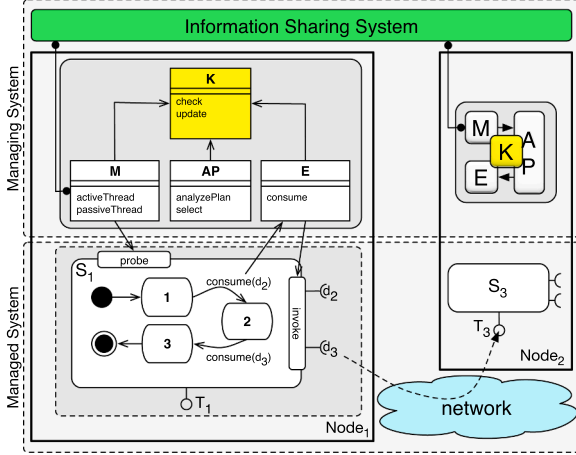 Information Sharing System
Managing System
K
check
update
M
activeThread
passiveThread
AP
analyzePlan
select
E
consume
M
A
K
E
P
Managed System
probe
S1
1
consume(d2)
2
3
consume(d3)
invoke
d2
d3
T1
Node1
S3
T3
Node2
network